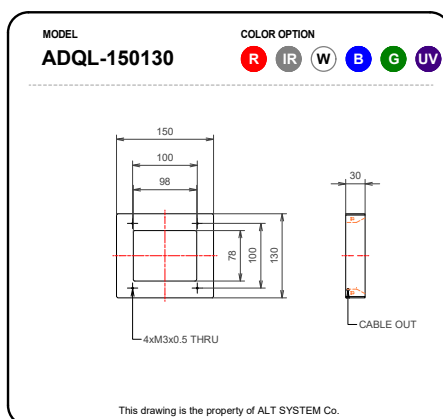 MODEL
ADQL-150130
COLOR OPTION
R IR W B G UV
150
100
98
78
100
130
30
4xM3x0.5 THRU
CABLE OUT
This drawing is the property of ALT SYSTEM Co.